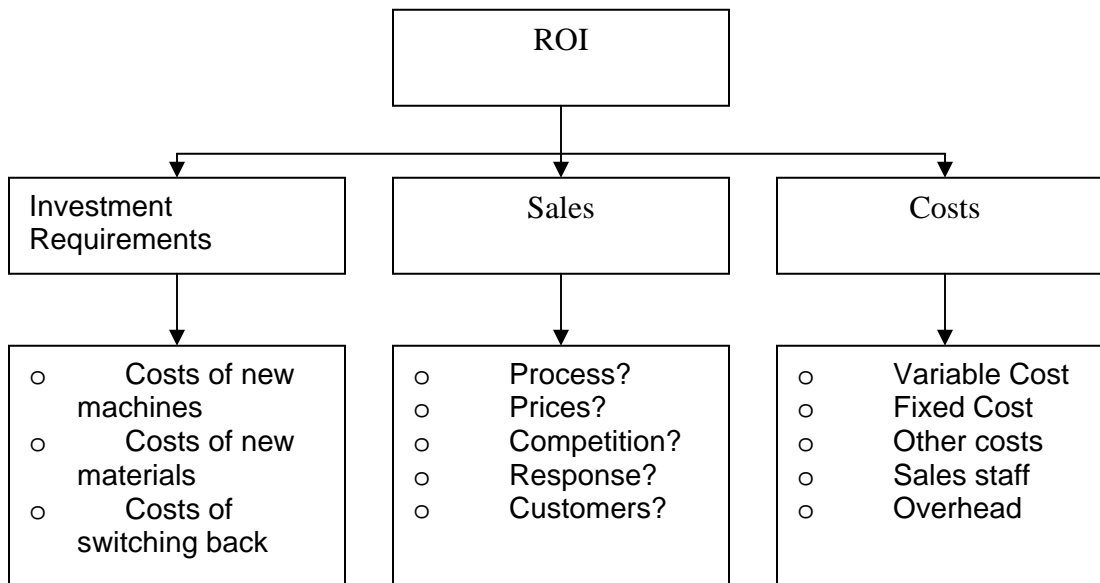 ROI
Investment
Requirements
Sales
Costs
o Costs of new
machines
o Costs of new
materials
o Costs of
switching back
o Process?
o Prices?
o Competition?
o Response?
o Customers?
o Variable Cost
o Fixed Cost
o Other costs
o Sales staff
o Overhead